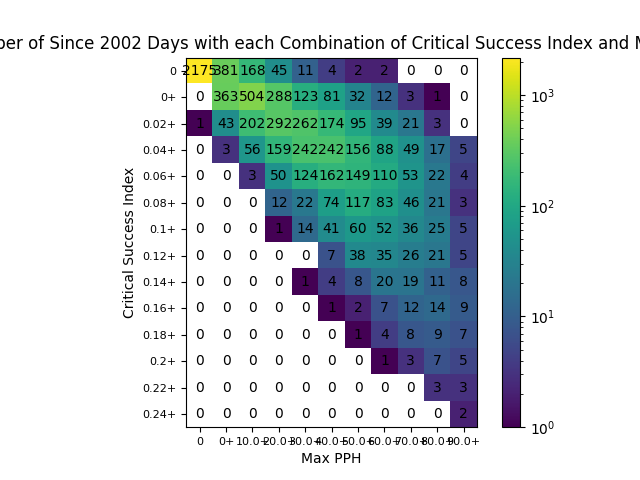 ber of Since 2002 Days with each Combination of Critical Success Index and M
0 2175 381 168 45 11 4 2 2 0 0 0
0+ 0 363 504 288 123 81 32 12 3 1 0
0.02+ 1 43 202 292 262 174 95 39 21 3 0
0.04+ 0 3 56 159 242 242 156 88 49 17 5
0.06+ 0 0 3 50 124 162 149 110 53 22 4
0.08+ 0 0 0 12 22 74 117 83 46 21 3
0.1+ 0 0 0 1 14 41 60 52 36 25 5
0.12+ 0 0 0 0 0 7 38 35 26 21 5
0.14+ 0 0 0 0 1 4 8 20 19 11 8
0.16+ 0 0 0 0 0 1 2 7 12 14 9
0.18+ 0 0 0 0 0 0 1 4 8 9 7
0.2+ 0 0 0 0 0 0 0 1 3 7 5
0.22+ 0 0 0 0 0 0 0 0 0 3 3
0.24+ 0 0 0 0 0 0 0 0 0 0 2
0 0+ 10.0+ 20.0+ 30.0+ 40.0+ 50.0+ 60.0+ 70.0+ 80.0+ 90.0+
Max PPH
Critical Success Index
10³
10²
10¹
10⁰